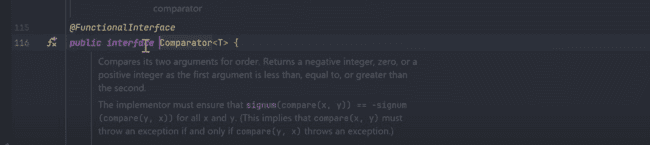 comparator
115 @FunctionalInterface
116 public interface Comparator<T> {
Compares its two arguments for order. Returns a negative integer, zero, or a
positive integer as the first argument is less than, equal to, or greater than
the second.
The implementor must ensure that signum(compare(x, y)) == -signum
(compare(y, x)) for all x and y. (This implies that compare(x, y) must
throw an exception if and only if compare(y, x) throws an exception.)